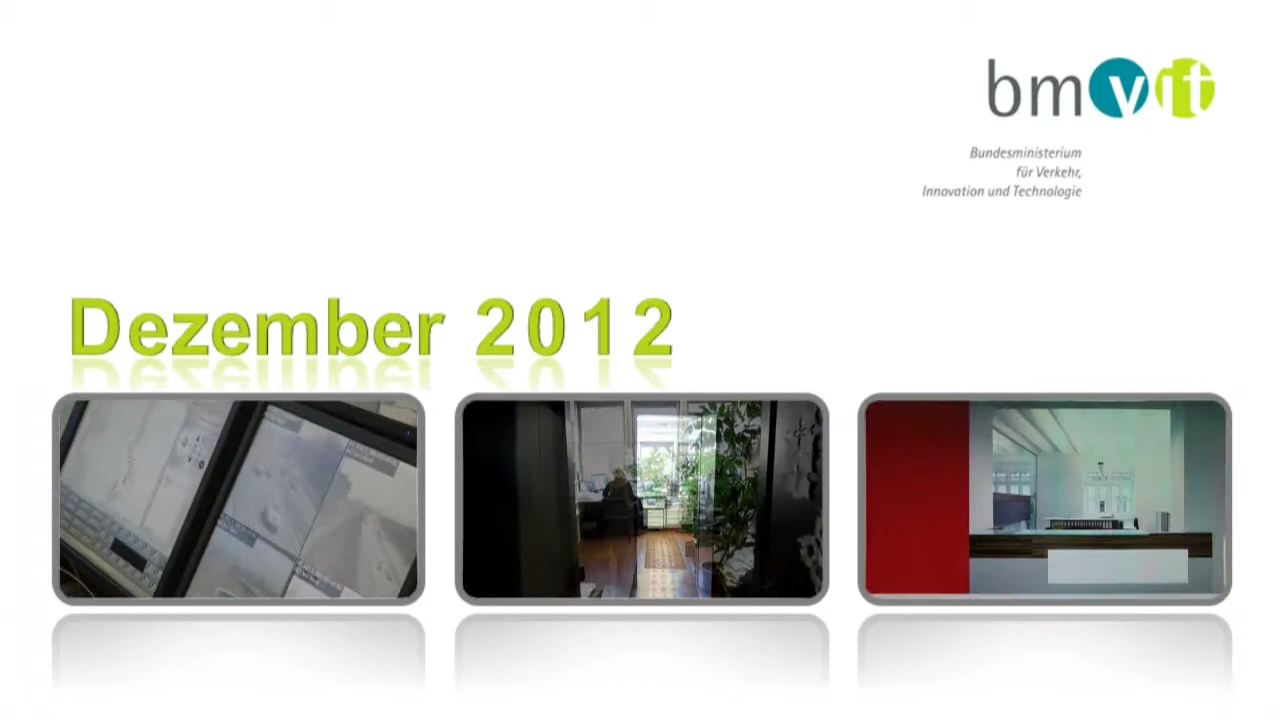 bmvit
Bundesministerium
für Verkehr,
Innovation und Technologie
Dezember 2012